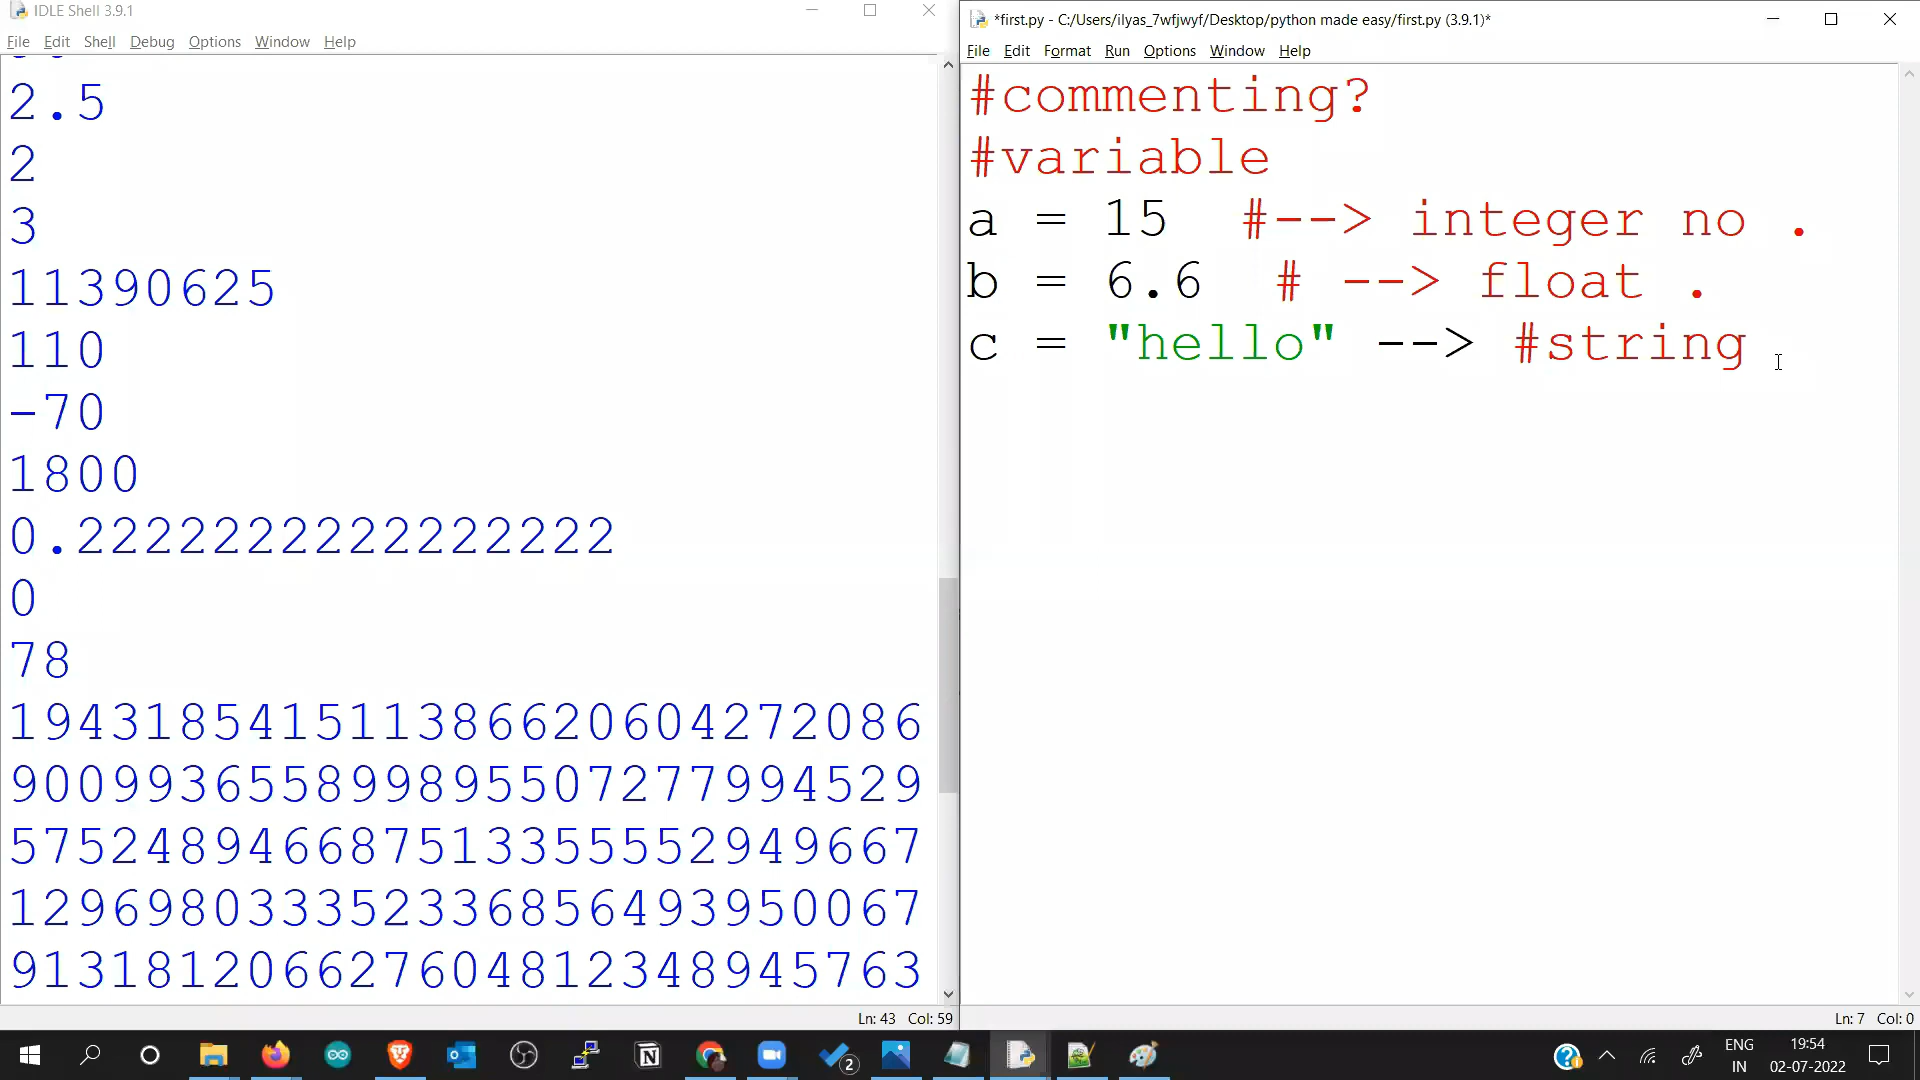 IDLE Shell 3.9.1
File Edit Shell Debug Options Window Help
2.5
2
3
11390625
110
-70
1800
0.2222222222222222
0
78
194318541511386620604272086
900993655899895507277994529
575248946687513355552949667
129698033352336856493950067
913181206627604812348945763
Ln: 43 Col: 59
*first.py - C:/Users/ilyas_7wfjwyf/Desktop/python made easy/first.py (3.9.1)*
File Edit Format Run Options Window Help
#commenting?
#variable
a = 15 #--> integer no .
b = 6.6 # --> float .
c = "hello" --> #string
Ln: 7 Col: 0
2
ENG
IN
19:54
02-07-2022